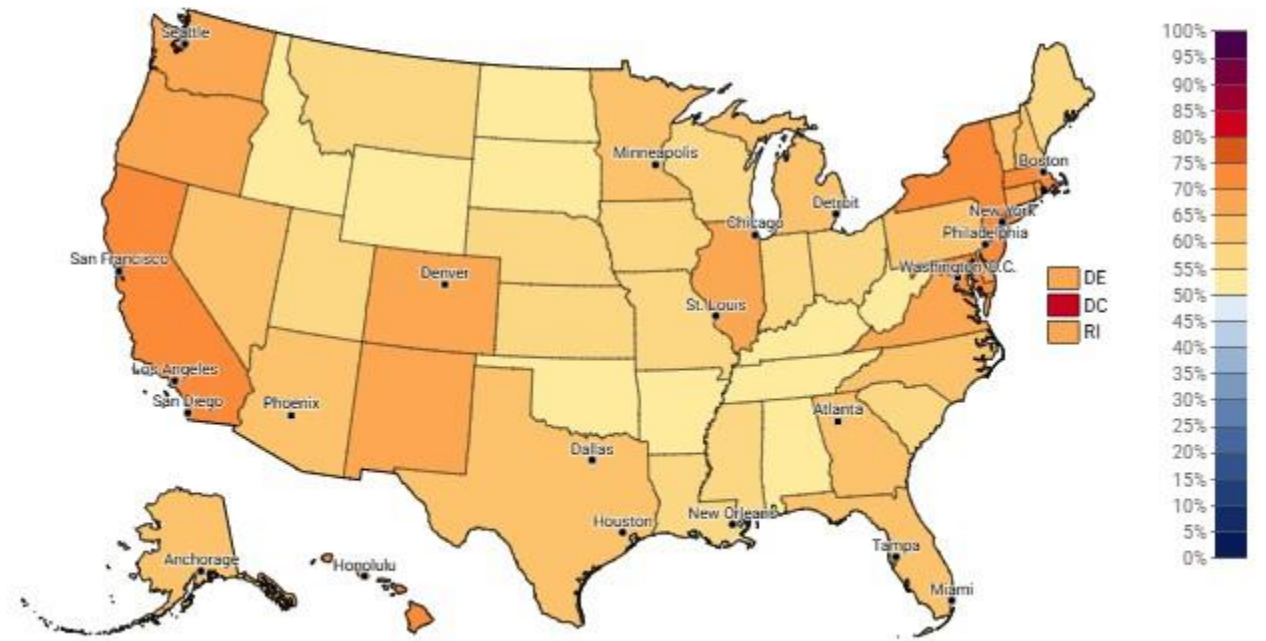 Seattle
Minneapolis
Boston
Detroit
New York
Chicago
Philadelphia
San Francisco
Denver
Washington, D.C.
St. Louis
Los Angeles
San Diego
Phoenix
Atlanta
Dallas
New Orleans
Houston
Tampa
Anchorage
Honolulu
Miami
DE
DC
RI
100%
95%
90%
85%
80%
75%
70%
65%
60%
55%
50%
45%
40%
35%
30%
25%
20%
15%
10%
5%
0%